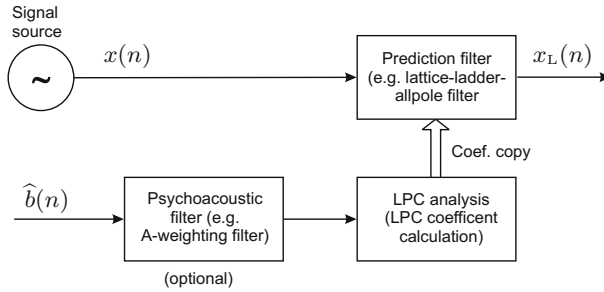 Signal
source
~
x(n)
Prediction filter
(e.g. lattice-ladder-
allpole filter
x_L(n)
Coef. copy
b̂(n)
Psychoacoustic
filter (e.g.
A-weighting filter)
LPC analysis
(LPC coefficent
calculation)
(optional)